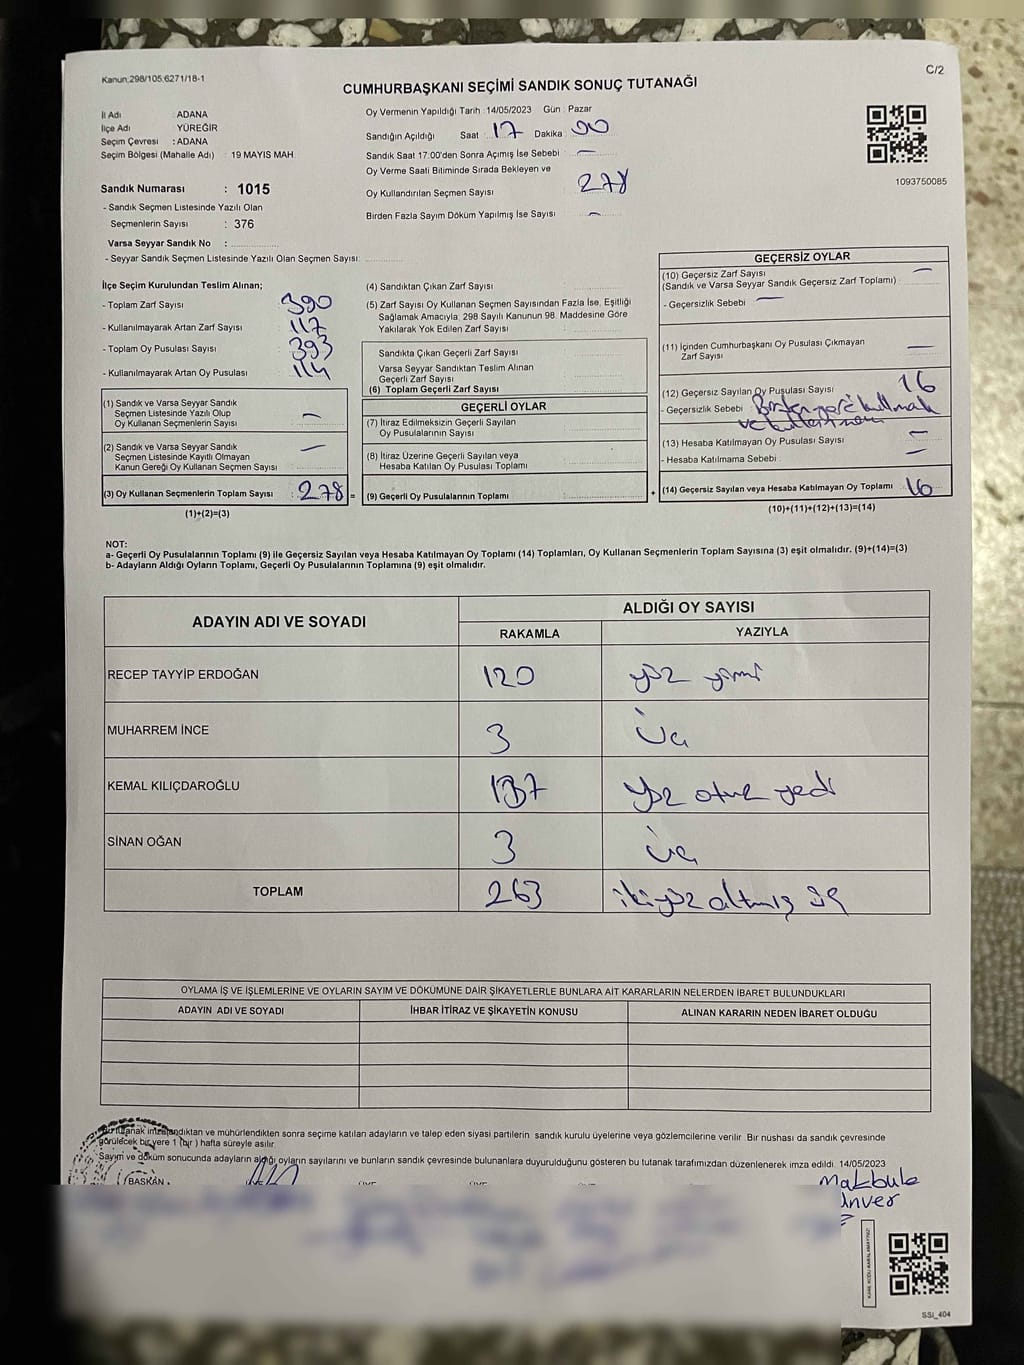 Kanun:298/105,6271/18-1
C/2
CUMHURBAŞKANI SEÇİMİ SANDIK SONUÇ TUTANAĞI
İl Adı : ADANA
İlçe Adı : YÜREĞİR
Seçim Çevresi : ADANA
Seçim Bölgesi (Mahalle Adı) : 19 MAYIS MAH.
Sandık Numarası : 1015
- Sandık Seçmen Listesinde Yazılı Olan
Seçmenlerin Sayısı : 376
Varsa Seyyar Sandık No :
- Seyyar Sandık Seçmen Listesinde Yazılı Olan Seçmen Sayısı:
Oy Vermenin Yapıldığı Tarih : 14/05/2023 Gün : Pazar
Sandığın Açıldığı Saat : 17 Dakika : 00
Sandık Saat 17:00'den Sonra Açımış İse Sebebi : —
Oy Verme Saati Bitiminde Sırada Bekleyen ve
Oy Kullandırılan Seçmen Sayısı : 278
Birden Fazla Sayım Döküm Yapılmış İse Sayısı : —
1093750085
İlçe Seçim Kurulundan Teslim Alınan;
- Toplam Zarf Sayısı : 390
- Kullanılmayarak Artan Zarf Sayısı : 117
- Toplam Oy Pusulası Sayısı : 393
- Kullanılmayarak Artan Oy Pusulası : 114
(1) Sandık ve Varsa Seyyar Sandık
Seçmen Listesinde Yazılı Olup
Oy Kullanan Seçmenlerin Sayısı : —
(2) Sandık ve Varsa Seyyar Sandık
Seçmen Listesinde Kayıtlı Olmayan
Kanun Gereği Oy Kullanan Seçmen Sayısı : —
(3) Oy Kullanan Seçmenlerin Toplam Sayısı : 278 =
(1)+(2)=(3)
(4) Sandıktan Çıkan Zarf Sayısı :
(5) Zarf Sayısı Oy Kullanan Seçmen Sayısından Fazla İse, Eşitliği
Sağlamak Amacıyla; 298 Sayılı Kanunun 98. Maddesine Göre
Yakılarak Yok Edilen Zarf Sayısı :
Sandıkta Çıkan Geçerli Zarf Sayısı :
Varsa Seyyar Sandıktan Teslim Alınan
Geçerli Zarf Sayısı :
(6) Toplam Geçerli Zarf Sayısı :
GEÇERLİ OYLAR
(7) İtiraz Edilmeksizin Geçerli Sayılan
Oy Pusulalarının Sayısı :
(8) İtiraz Üzerine Geçerli Sayılan veya
Hesaba Katılan Oy Pusulası Toplamı :
(9) Geçerli Oy Pusulalarının Toplamı : +
GEÇERSİZ OYLAR
(10) Geçersiz Zarf Sayısı : —
(Sandık ve Varsa Seyyar Sandık Geçersiz Zarf Toplamı)
- Geçersizlik Sebebi : —
(11) İçinden Cumhurbaşkanı Oy Pusulası Çıkmayan
Zarf Sayısı : —
(12) Geçersiz Sayılan Oy Pusulası Sayısı : 16
- Geçersizlik Sebebi :
(13) Hesaba Katılmayan Oy Pusulası Sayısı : —
- Hesaba Katılmama Sebebi : —
(14) Geçersiz Sayılan veya Hesaba Katılmayan Oy Toplamı : 16
(10)+(11)+(12)+(13)=(14)
NOT:
a- Geçerli Oy Pusulalarının Toplamı (9) ile Geçersiz Sayılan veya Hesaba Katılmayan Oy Toplamı (14) Toplamları, Oy Kullanan Seçmenlerin Toplam Sayısına (3) eşit olmalıdır. (9)+(14)=(3)
b- Adayların Aldığı Oyların Toplamı, Geçerli Oy Pusulalarının Toplamına (9) eşit olmalıdır.
ADAYIN ADI VE SOYADI ALDIĞI OY SAYISI
RAKAMLA YAZIYLA
RECEP TAYYİP ERDOĞAN 120 yüz yirmi
MUHARREM İNCE 3 üç
KEMAL KILIÇDAROĞLU 137 yüz otuz yedi
SİNAN OĞAN 3 üç
TOPLAM 263 ikiyüz altmış üç
OYLAMA İŞ VE İŞLEMLERİNE VE OYLARIN SAYIM VE DÖKÜMÜNE DAİR ŞİKAYETLERLE BUNLARA AİT KARARLARIN NELERDEN İBARET BULUNDUKLARI
ADAYIN ADI VE SOYADI İHBAR İTİRAZ VE ŞİKAYETİN KONUSU ALINAN KARARIN NEDEN İBARET OLDUĞU
tutanak imzalandıktan ve mühürlendikten sonra seçime katılan adayların ve talep eden siyasi partilerin sandık kurulu üyelerine veya gözlemcilerine verilir. Bir nüshası da sandık çevresinde
görülecek bir yere 1 (bir ) hafta süreyle asılır.
Sayım ve döküm sonucunda adayların aldığı oyların sayılarını ve bunların sandık çevresinde bulunanlara duyurulduğunu gösteren bu tutanak tarafımızdan düzenlenerek imza edildi. 14/05/2023
BAŞKAN
Makbule
Ünver
SSI_404